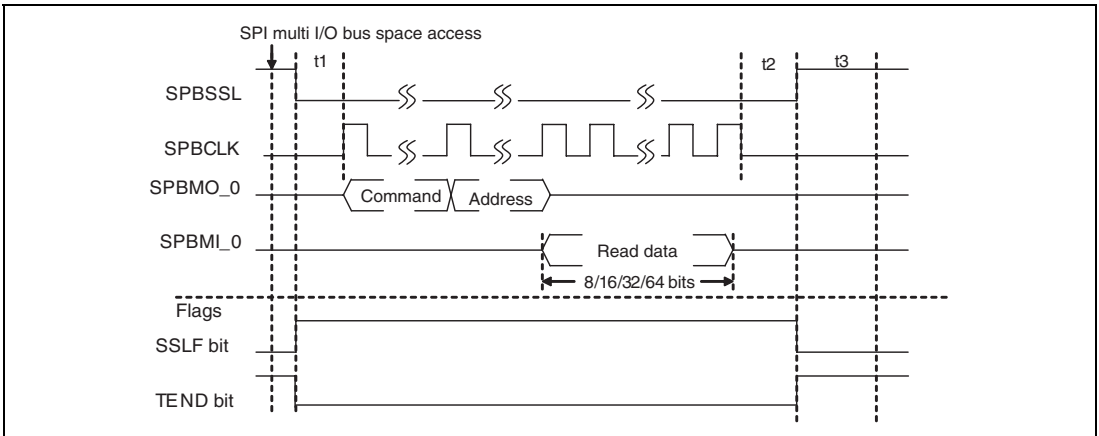 SPI multi I/O bus space access
t1
t2
t3
SPBSSL
SPBCLK
SPBMO_0
Command
Address
SPBMI_0
Read data
8/16/32/64 bits
Flags
SSLF bit
TEND bit